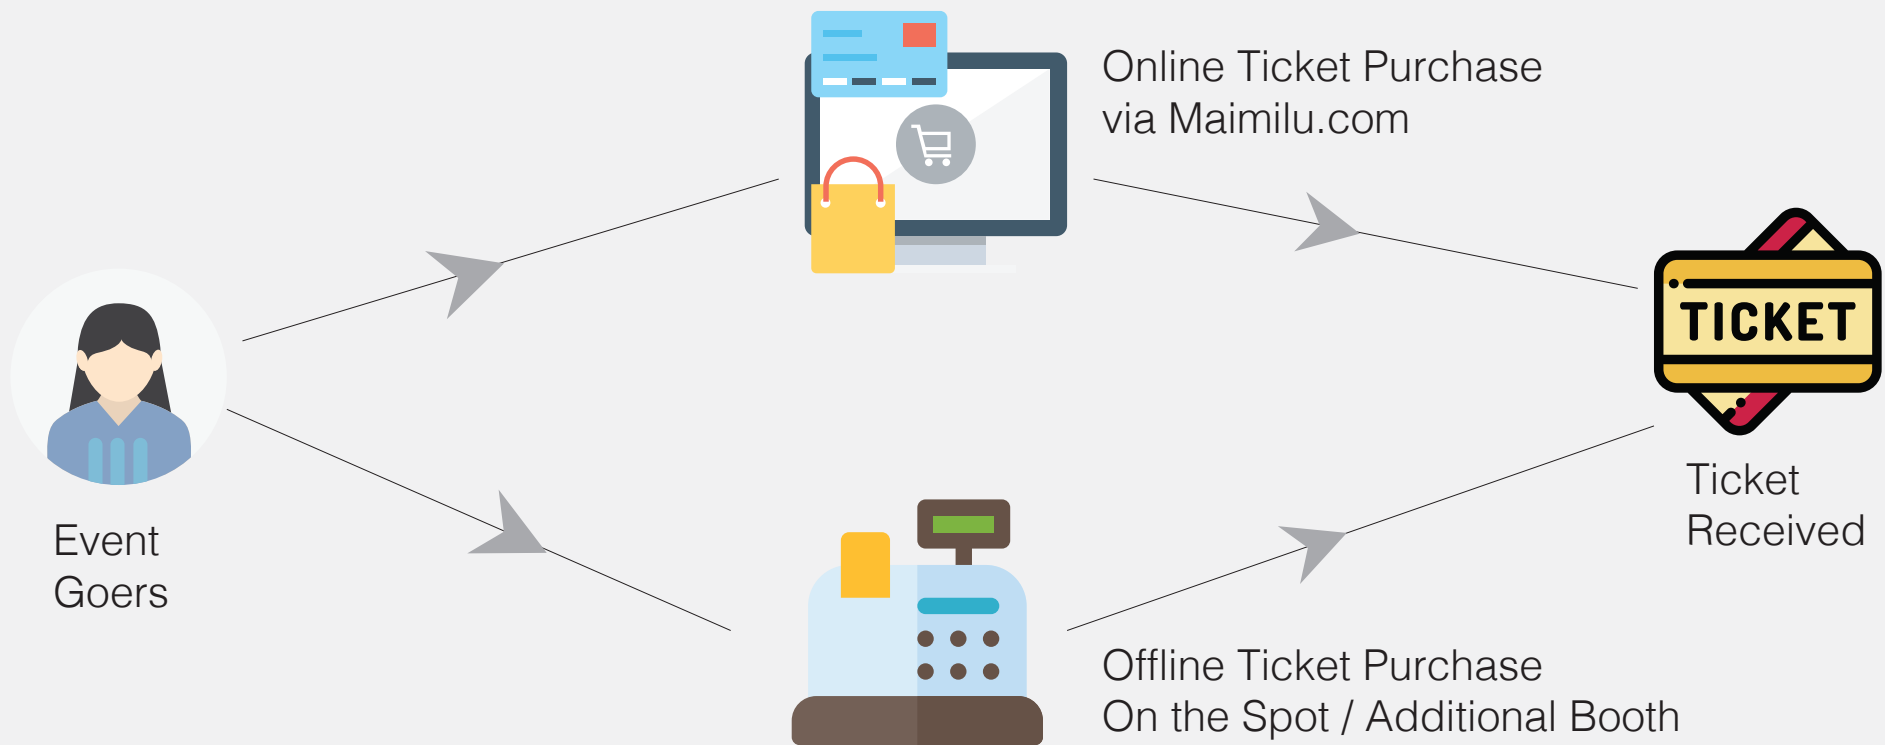 Online Ticket Purchase
via Maimilu.com
TICKET
Event
Goers
Ticket
Received
Offline Ticket Purchase
On the Spot / Additional Booth